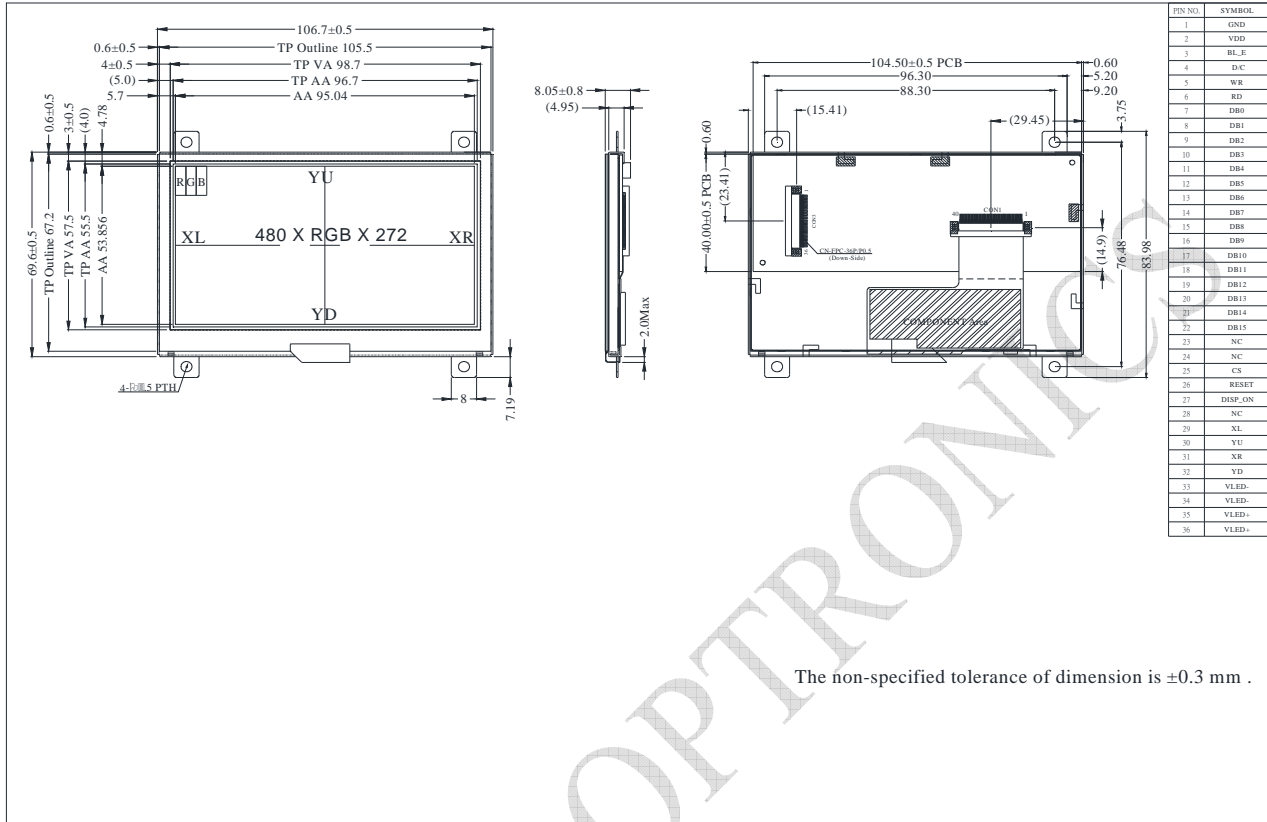 106.7±0.5
0.6±0.5
TP Outline 105.5
4±0.5
TP VA 98.7
(5.0)
TP AA 96.7
5.7
AA 95.04
0.6±0.5
3±0.5
(4.0)
4.78
69.6±0.5
TP Outline 67.2
TP VA 57.5
TP AA 55.5
AA 53.856
R G B
YU
XL
480 X RGB X 272
XR
YD
4-R
.5 PTH
8
7.19
8.05±0.8
(4.95)
2.0Max
104.50±0.5 PCB
0.60
96.30
5.20
88.30
9.20
(15.41)
(29.45)
3.75
0.60
40.00±0.5 PCB
(23.41)
1
CON3
36
CN-FPC-36P/P0.5
(Down-Side)
40
CON1
1
(14.9)
76.48
83.98
COMPONENT Area
PIN NO. SYMBOL
1 GND
2 VDD
3 BL_E
4 D/C
5 WR
6 RD
7 DB0
8 DB1
9 DB2
10 DB3
11 DB4
12 DB5
13 DB6
14 DB7
15 DB8
16 DB9
17 DB10
18 DB11
19 DB12
20 DB13
21 DB14
22 DB15
23 NC
24 NC
25 CS
26 RESET
27 DISP_ON
28 NC
29 XL
30 YU
31 XR
32 YD
33 VLED-
34 VLED-
35 VLED+
36 VLED+
The non-specified tolerance of dimension is ±0.3 mm .
OPTRONICS